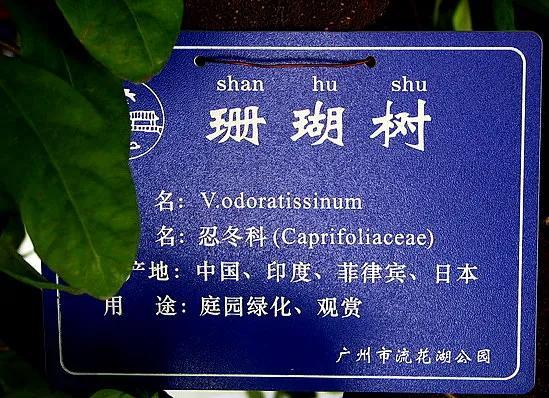 shan hu shu
珊瑚树
名：V.odoratissinum
名：忍冬科(Caprifoliaceae)
产地：中国、印度、菲律宾、日本
用 途：庭园绿化、观赏
广州市流花湖公园